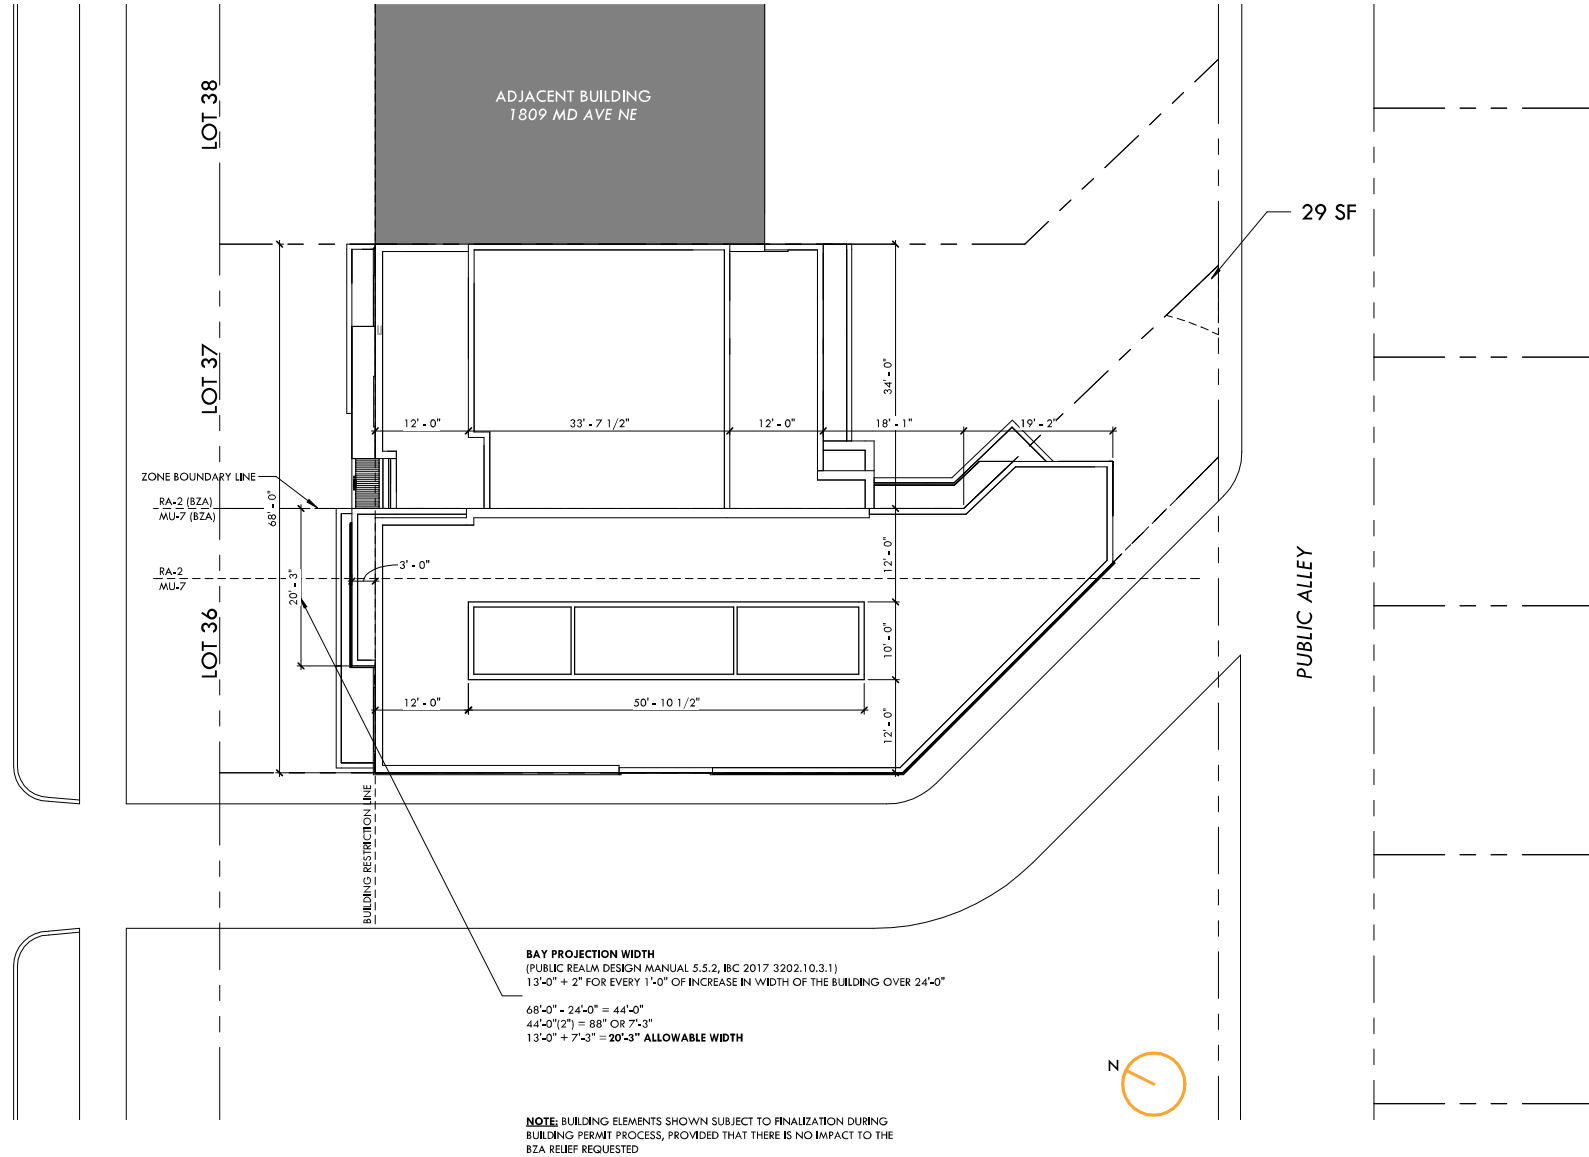 ADJACENT BUILDING
1809 MD AVE NE
LOT 38
29 SF
LOT 37
34' - 0"
12' - 0"
33' - 7 1/2"
12' - 0"
18' - 1"
19' - 2"
ZONE BOUNDARY LINE
RA-2 (BZA)
MU-7 (BZA)
68' - 0"
3' - 0"
12' - 0"
RA-2
MU-7
20' - 3"
LOT 36
10' - 0"
PUBLIC ALLEY
12' - 0"
50' - 10 1/2"
12' - 0"
BUILDING RESTRICTION LINE
BAY PROJECTION WIDTH
(PUBLIC REALM DESIGN MANUAL 5.5.2, IBC 2017 3202.10.3.1)
13'-0" + 2" FOR EVERY 1'-0" OF INCREASE IN WIDTH OF THE BUILDING OVER 24'-0"
68'-0" - 24'-0" = 44'-0"
44'-0"(2") = 88" OR 7'-3"
13'-0" + 7'-3" = 20'-3" ALLOWABLE WIDTH
N
NOTE: BUILDING ELEMENTS SHOWN SUBJECT TO FINALIZATION DURING
BUILDING PERMIT PROCESS, PROVIDED THAT THERE IS NO IMPACT TO THE
BZA RELIEF REQUESTED